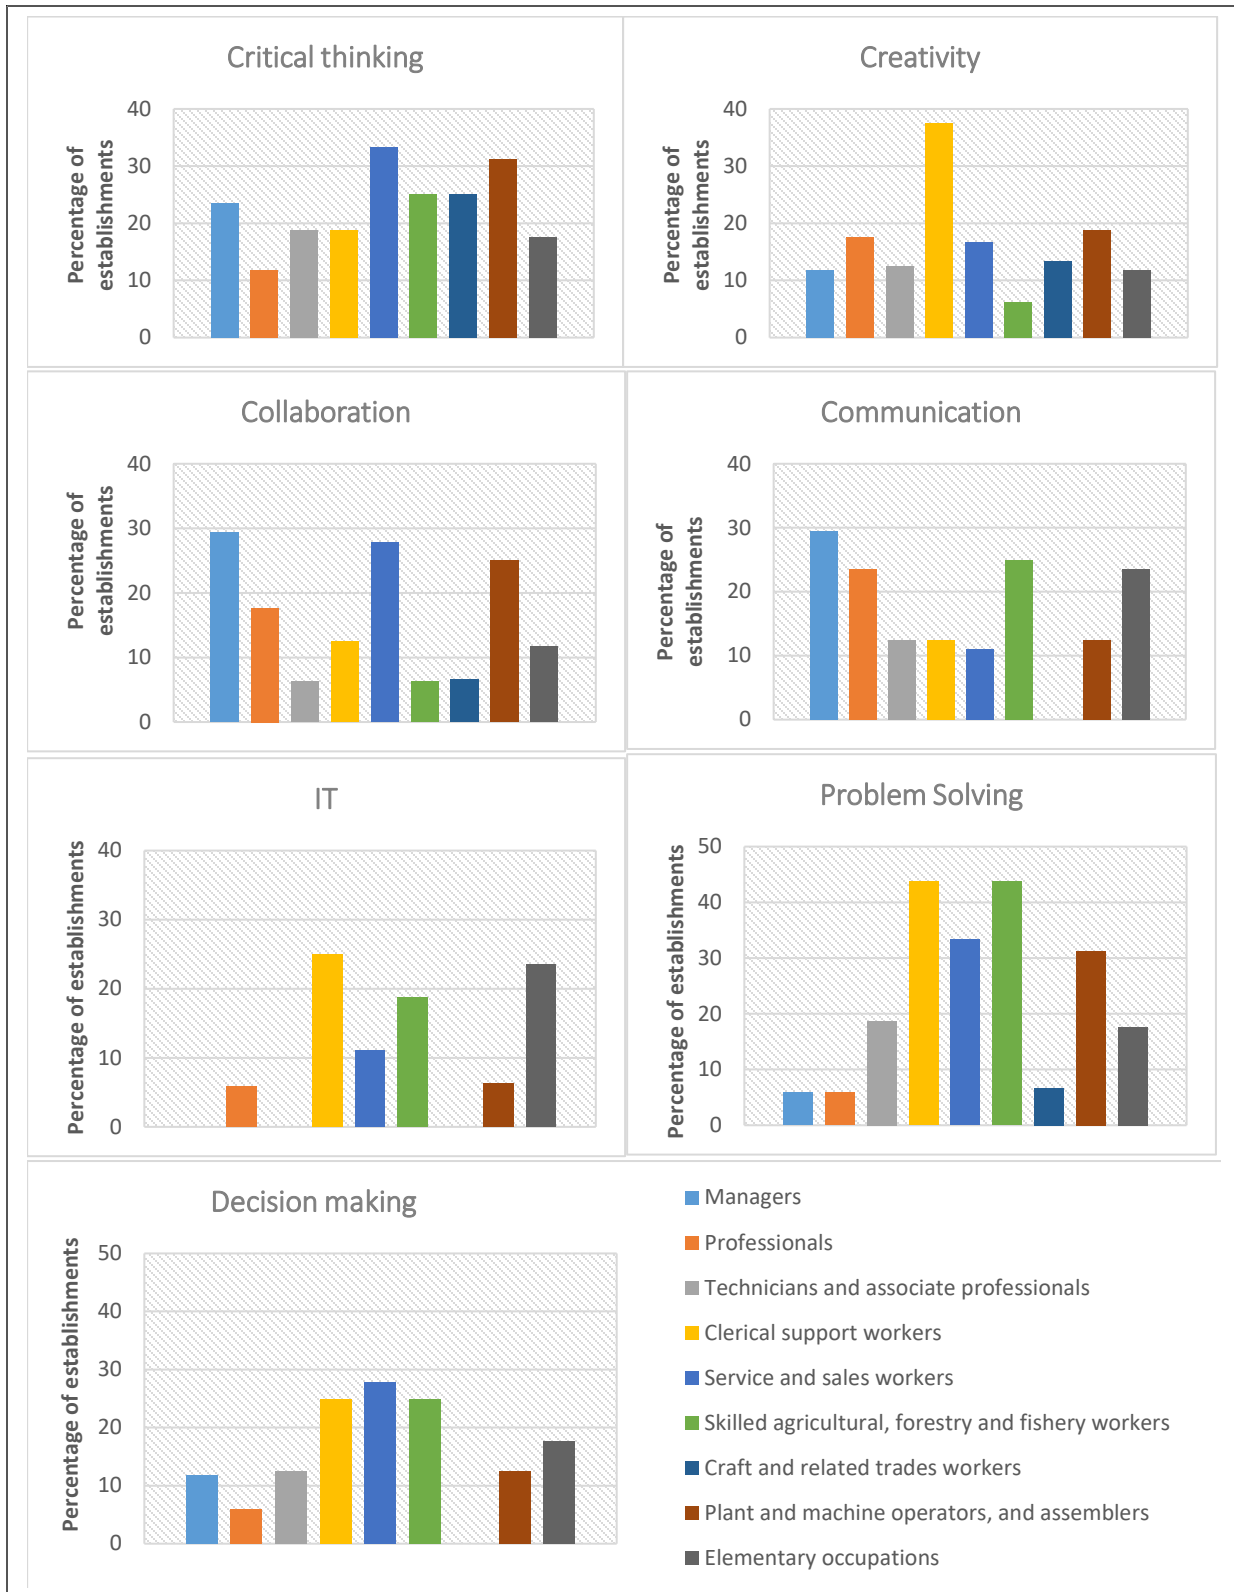 Critical thinking
Percentage of
establishments
40
30
20
10
0
Creativity
Percentage of
establishments
40
30
20
10
0
Collaboration
Percentage of
establishments
40
30
20
10
0
Communication
Percentage of
establishments
40
30
20
10
0
IT
Percentage of establishments
40
30
20
10
0
Problem Solving
Percentage of establishments
50
40
30
20
10
0
Decision making
Percentage of establishments
50
40
30
20
10
0
Managers
Professionals
Technicians and associate professionals
Clerical support workers
Service and sales workers
Skilled agricultural, forestry and fishery workers
Craft and related trades workers
Plant and machine operators, and assemblers
Elementary occupations